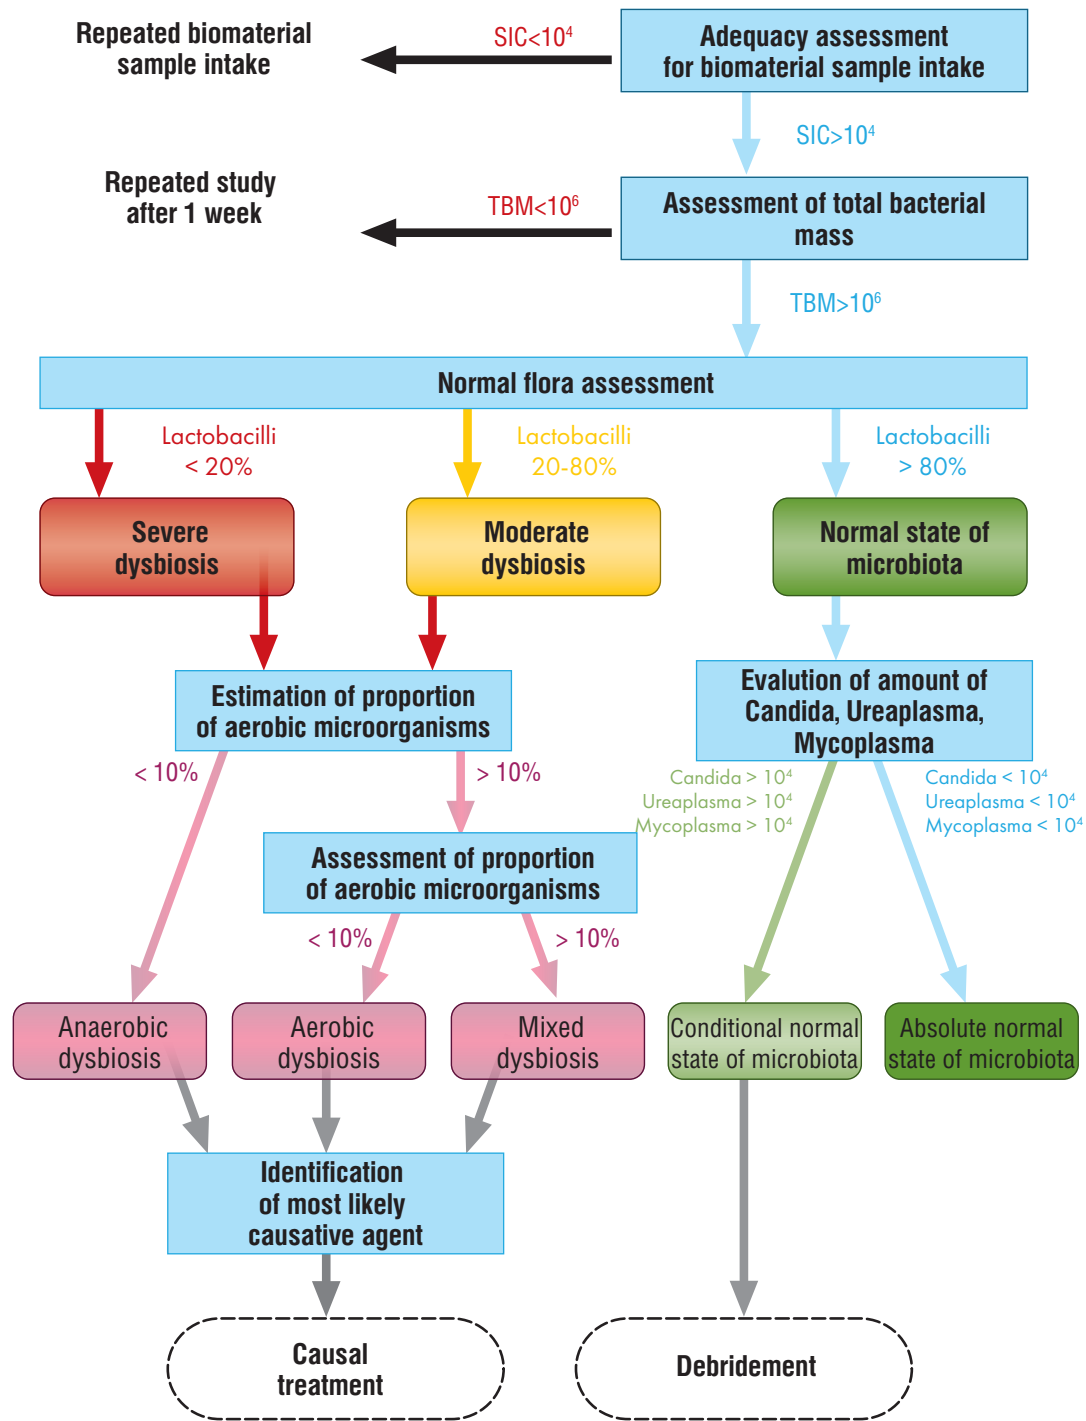 Repeated biomaterial
sample intake
SIC<10⁴
Adequacy assessment
for biomaterial sample intake
SIC>10⁴
Repeated study
after 1 week
TBM<10⁶
Assessment of total bacterial
mass
TBM>10⁶
Normal flora assessment
Lactobacilli
< 20%
Lactobacilli
20-80%
Lactobacilli
> 80%
Severe
dysbiosis
Moderate
dysbiosis
Normal state of
microbiota
Estimation of proportion
of aerobic microorganisms
Evalution of amount of
Candida, Ureaplasma,
Mycoplasma
< 10%
> 10%
Candida > 10⁴
Ureaplasma > 10⁴
Mycoplasma > 10⁴
Candida < 10⁴
Ureaplasma < 10⁴
Mycoplasma < 10⁴
Assessment of proportion
of aerobic microorganisms
< 10%
> 10%
Anaerobic
dysbiosis
Aerobic
dysbiosis
Mixed
dysbiosis
Conditional normal
state of microbiota
Absolute normal
state of microbiota
Identification
of most likely
causative agent
Causal
treatment
Debridement